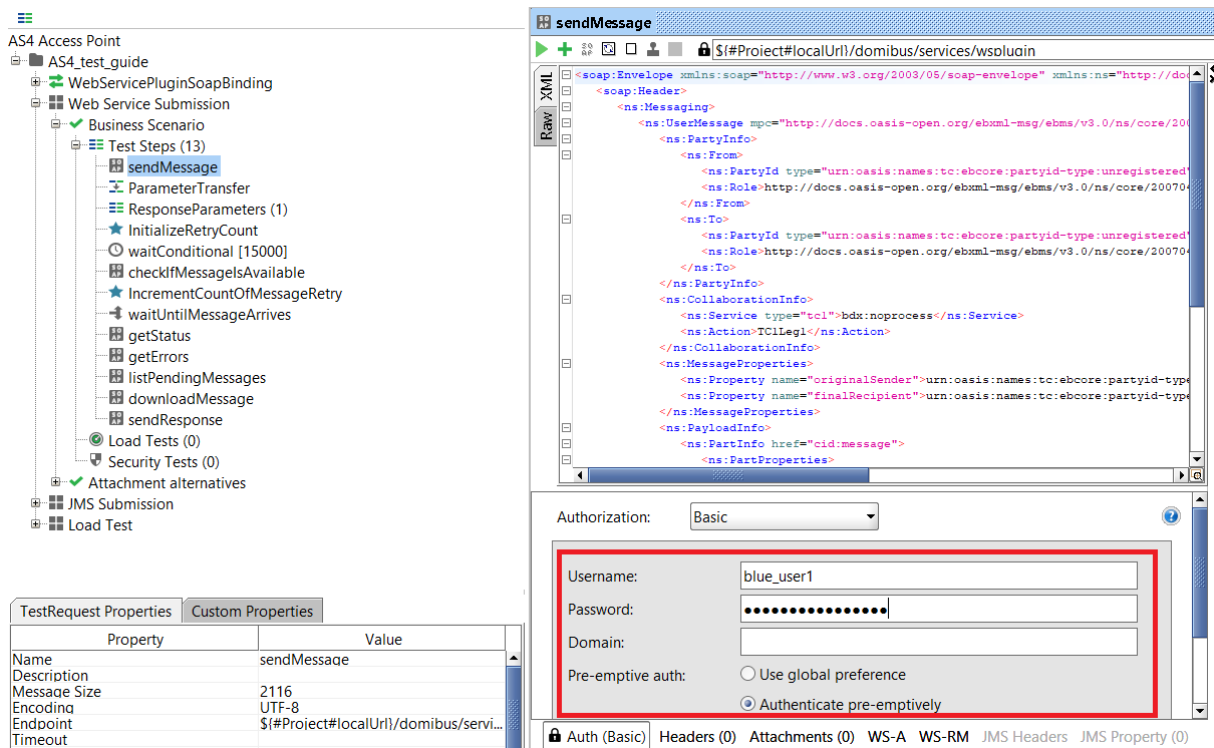 AS4 Access Point
AS4_test_guide
WebServicePluginSoapBinding
Web Service Submission
Business Scenario
Test Steps (13)
sendMessage
ParameterTransfer
ResponseParameters (1)
InitializeRetryCount
waitConditional [15000]
checkIfMessageIsAvailable
IncrementCountOfMessageRetry
waitUntilMessageArrives
getStatus
getErrors
listPendingMessages
downloadMessage
sendResponse
Load Tests (0)
Security Tests (0)
Attachment alternatives
JMS Submission
Load Test
TestRequest Properties Custom Properties
Property Value
Name sendMessage
Description
Message Size 2116
Encoding UTF-8
Endpoint ${#Project#localUrl}/domibus/servi...
Timeout
sendMessage
${#Project#localUrl}/domibus/services/wsplugin
XML
Raw
<soap:Envelope xmlns:soap="http://www.w3.org/2003/05/soap-envelope" xmlns:ns="http://doc
<soap:Header>
<ns:Messaging>
<ns:UserMessage mpc="http://docs.oasis-open.org/ebxml-msg/ebms/v3.0/ns/core/200
<ns:PartyInfo>
<ns:From>
<ns:PartyId type="urn:oasis:names:tc:ebcore:partyid-type:unregistered"
<ns:Role>http://docs.oasis-open.org/ebxml-msg/ebms/v3.0/ns/core/200704
</ns:From>
<ns:To>
<ns:PartyId type="urn:oasis:names:tc:ebcore:partyid-type:unregistered"
<ns:Role>http://docs.oasis-open.org/ebxml-msg/ebms/v3.0/ns/core/200704
</ns:To>
</ns:PartyInfo>
<ns:CollaborationInfo>
<ns:Service type="tc1">bdx:noprocess</ns:Service>
<ns:Action>TC1Leg1</ns:Action>
</ns:CollaborationInfo>
<ns:MessageProperties>
<ns:Property name="originalSender">urn:oasis:names:tc:ebcore:partyid-type
<ns:Property name="finalRecipient">urn:oasis:names:tc:ebcore:partyid-type
</ns:MessageProperties>
<ns:PayloadInfo>
<ns:PartInfo href="cid:message">
<ns:PartProperties>
Authorization: Basic
Username: blue_user1
Password: ●●●●●●●●●●●●●●●●
Domain:
Pre-emptive auth: Use global preference
Authenticate pre-emptively
Auth (Basic) Headers (0) Attachments (0) WS-A WS-RM JMS Headers JMS Property (0)